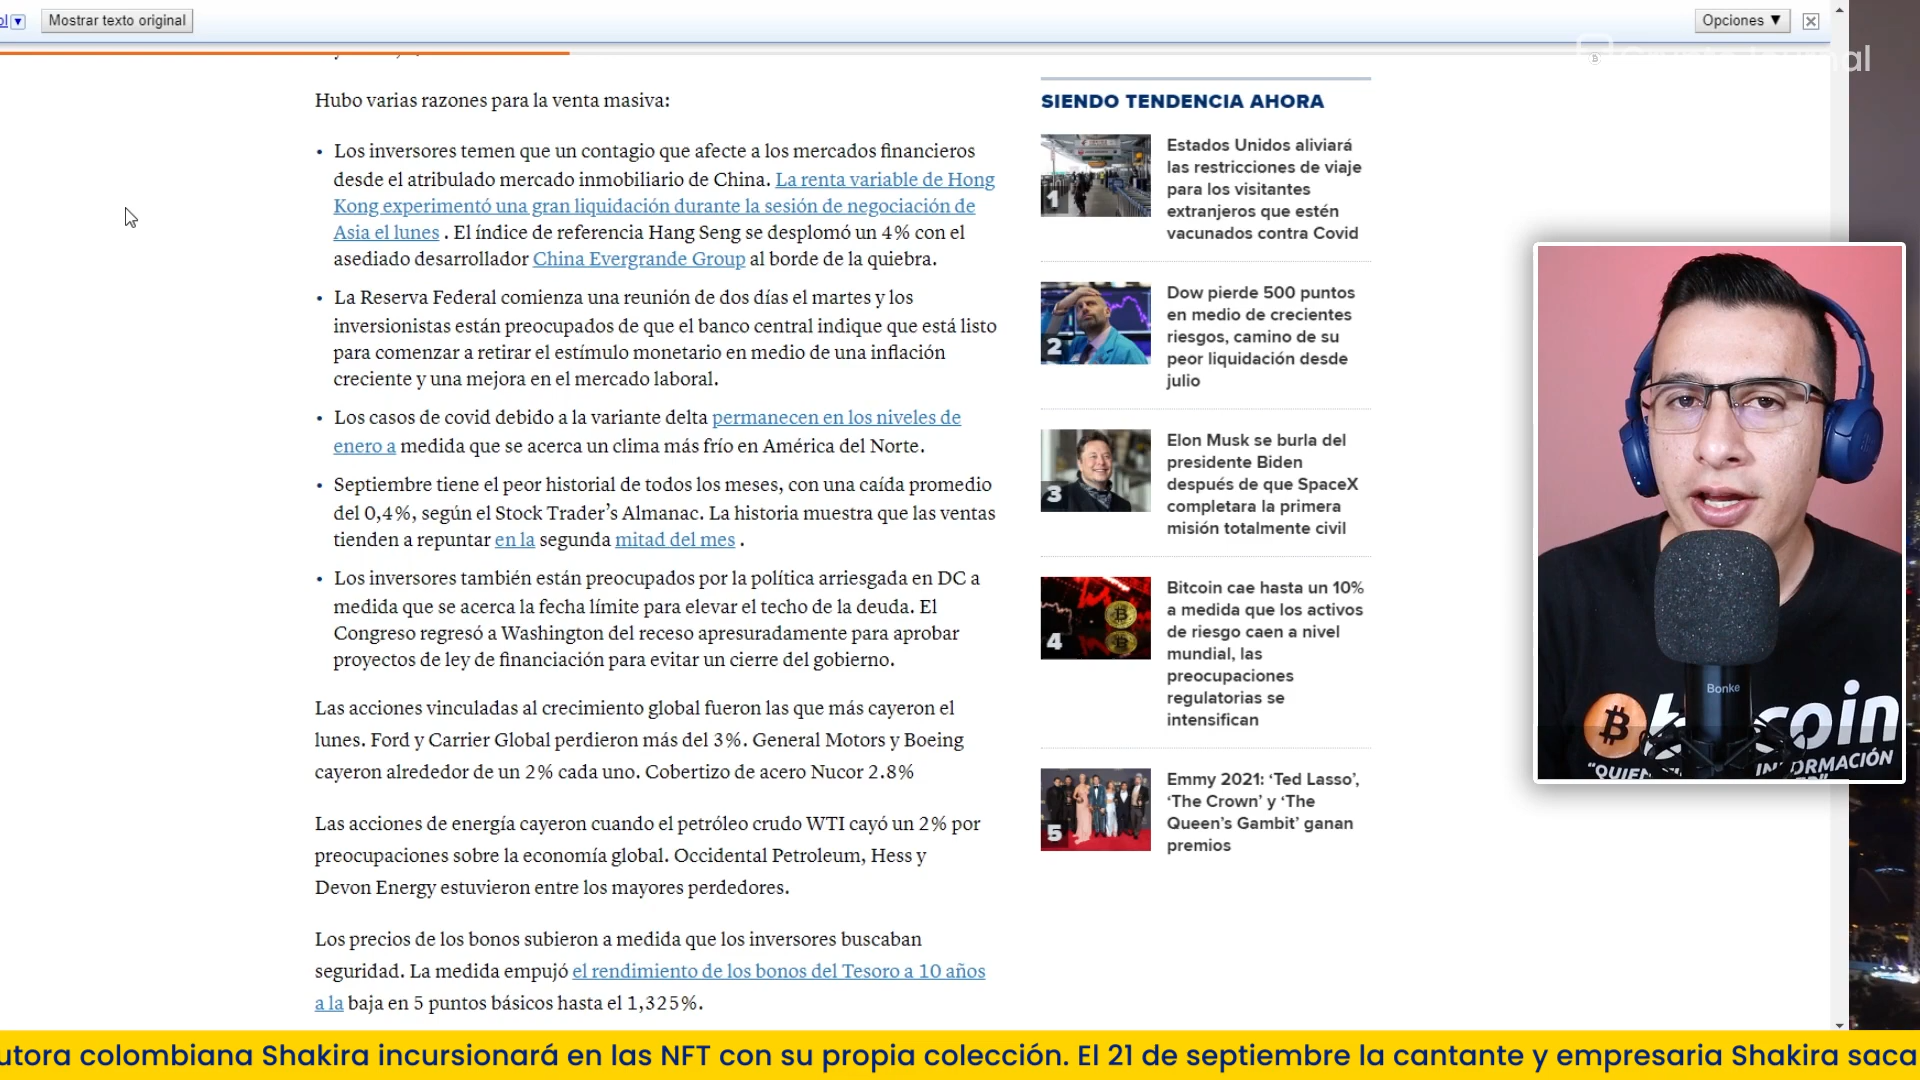 Mostrar texto original
Opciones ▼
Hubo varias razones para la venta masiva:
• Los inversores temen que un contagio que afecte a los mercados financieros
desde el atribulado mercado inmobiliario de China. La renta variable de Hong
Kong experimentó una gran liquidación durante la sesión de negociación de
Asia el lunes . El índice de referencia Hang Seng se desplomó un 4% con el
asediado desarrollador China Evergrande Group al borde de la quiebra.
• La Reserva Federal comienza una reunión de dos días el martes y los
inversionistas están preocupados de que el banco central indique que está listo
para comenzar a retirar el estímulo monetario en medio de una inflación
creciente y una mejora en el mercado laboral.
• Los casos de covid debido a la variante delta permanecen en los niveles de
enero a medida que se acerca un clima más frío en América del Norte.
• Septiembre tiene el peor historial de todos los meses, con una caída promedio
del 0,4%, según el Stock Trader’s Almanac. La historia muestra que las ventas
tienden a repuntar en la segunda mitad del mes .
• Los inversores también están preocupados por la política arriesgada en DC a
medida que se acerca la fecha límite para elevar el techo de la deuda. El
Congreso regresó a Washington del receso apresuradamente para aprobar
proyectos de ley de financiación para evitar un cierre del gobierno.
Las acciones vinculadas al crecimiento global fueron las que más cayeron el
lunes. Ford y Carrier Global perdieron más del 3%. General Motors y Boeing
cayeron alrededor de un 2% cada uno. Cobertizo de acero Nucor 2.8%
Las acciones de energía cayeron cuando el petróleo crudo WTI cayó un 2% por
preocupaciones sobre la economía global. Occidental Petroleum, Hess y
Devon Energy estuvieron entre los mayores perdedores.
Los precios de los bonos subieron a medida que los inversores buscaban
seguridad. La medida empujó el rendimiento de los bonos del Tesoro a 10 años
a la baja en 5 puntos básicos hasta el 1,325%.
SIENDO TENDENCIA AHORA
1
Estados Unidos aliviará
las restricciones de viaje
para los visitantes
extranjeros que estén
vacunados contra Covid
2
Dow pierde 500 puntos
en medio de crecientes
riesgos, camino de su
peor liquidación desde
julio
3
Elon Musk se burla del
presidente Biden
después de que SpaceX
completara la primera
misión totalmente civil
4
Bitcoin cae hasta un 10%
a medida que los activos
de riesgo caen a nivel
mundial, las
preocupaciones
regulatorias se
intensifican
5
Emmy 2021: ‘Ted Lasso’,
‘The Crown’ y ‘The
Queen’s Gambit’ ganan
premios
Bonke
utora colombiana Shakira incursionará en las NFT con su propia colección. El 21 de septiembre la cantante y empresaria Shakira saca